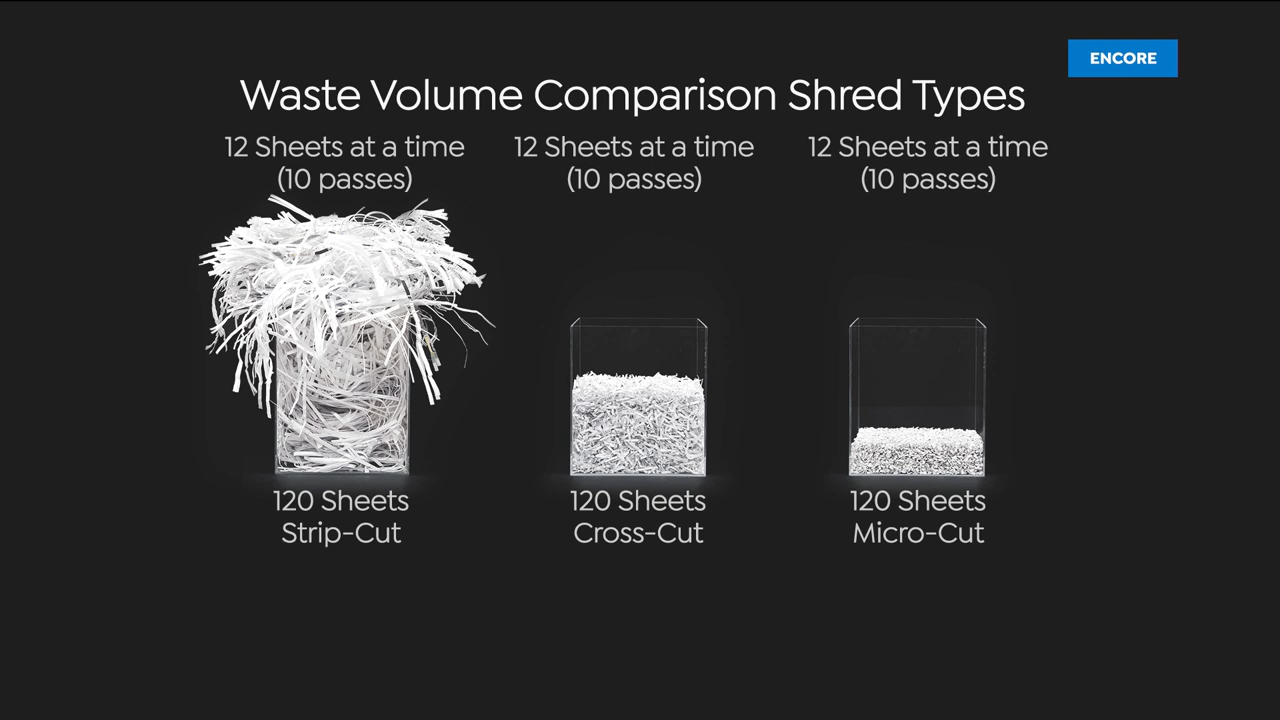 ENCORE
Waste Volume Comparison Shred Types
12 Sheets at a time
(10 passes)
12 Sheets at a time
(10 passes)
12 Sheets at a time
(10 passes)
120 Sheets
Strip-Cut
120 Sheets
Cross-Cut
120 Sheets
Micro-Cut